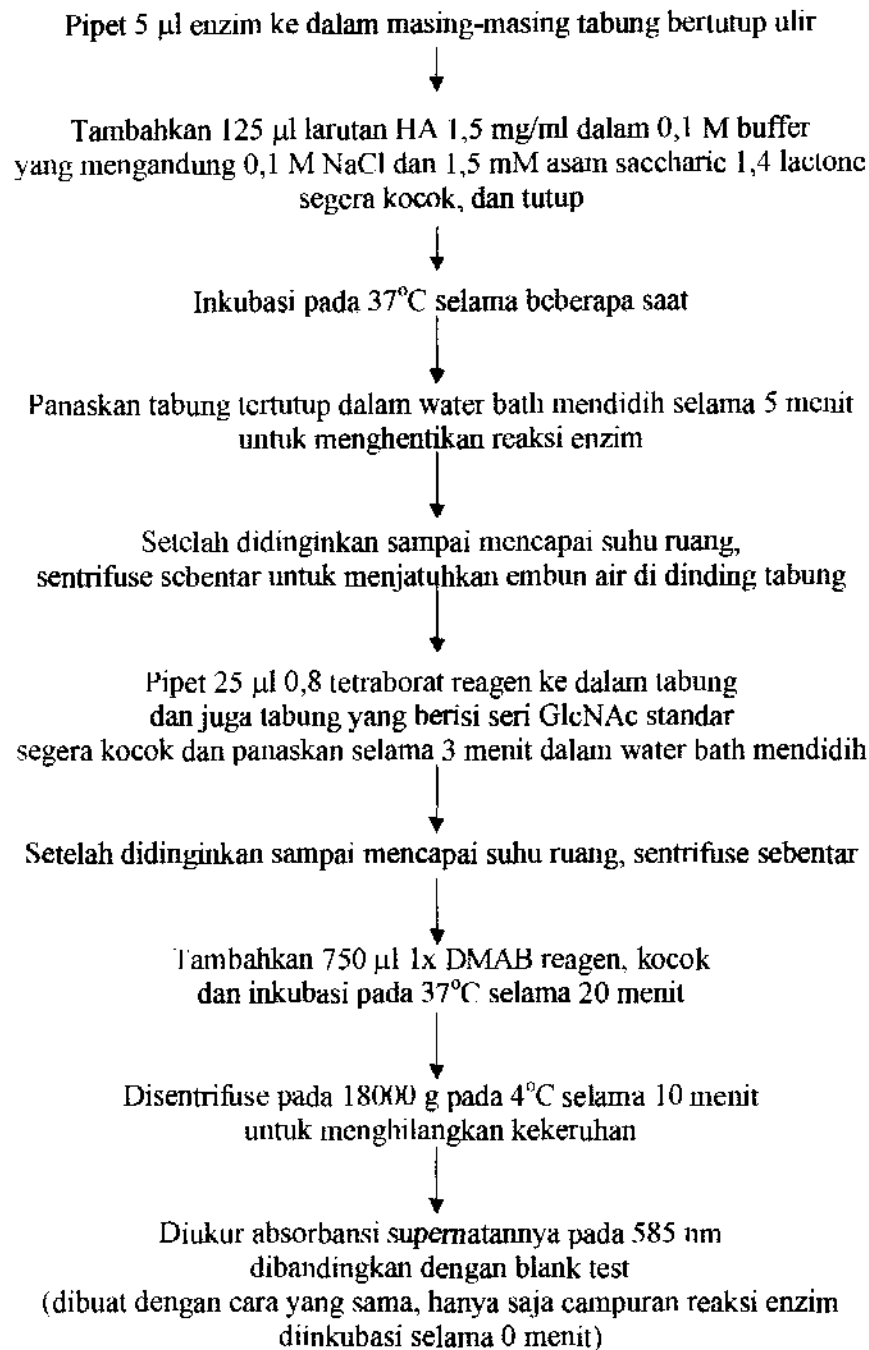 Pipet 5 µl enzim ke dalam masing-masing tabung bertutup ulir
Tambahkan 125 µl larutan HA 1,5 mg/ml dalam 0,1 M buffer
yang mengandung 0,1 M NaCl dan 1,5 mM asam saccharic 1,4 lactone
segera kocok, dan tutup
Inkubasi pada 37°C selama beberapa saat
Panaskan tabung tertutup dalam water bath mendidih selama 5 menit
untuk menghentikan reaksi enzim
Setelah didinginkan sampai mencapai suhu ruang,
sentrifuse sebentar untuk menjatuhkan embun air di dinding tabung
Pipet 25 µl 0,8 tetraborat reagen ke dalam tabung
dan juga tabung yang berisi seri GlcNAc standar
segera kocok dan panaskan selama 3 menit dalam water bath mendidih
Setelah didinginkan sampai mencapai suhu ruang, sentrifuse sebentar
Tambahkan 750 µl 1x DMAB reagen, kocok
dan inkubasi pada 37°C selama 20 menit
Disentrifuse pada 18000 g pada 4°C selama 10 menit
untuk menghilangkan kekeruhan
Diukur absorbansi supernatannya pada 585 nm
dibandingkan dengan blank test
(dibuat dengan cara yang sama, hanya saja campuran reaksi enzim
diinkubasi selama 0 menit)